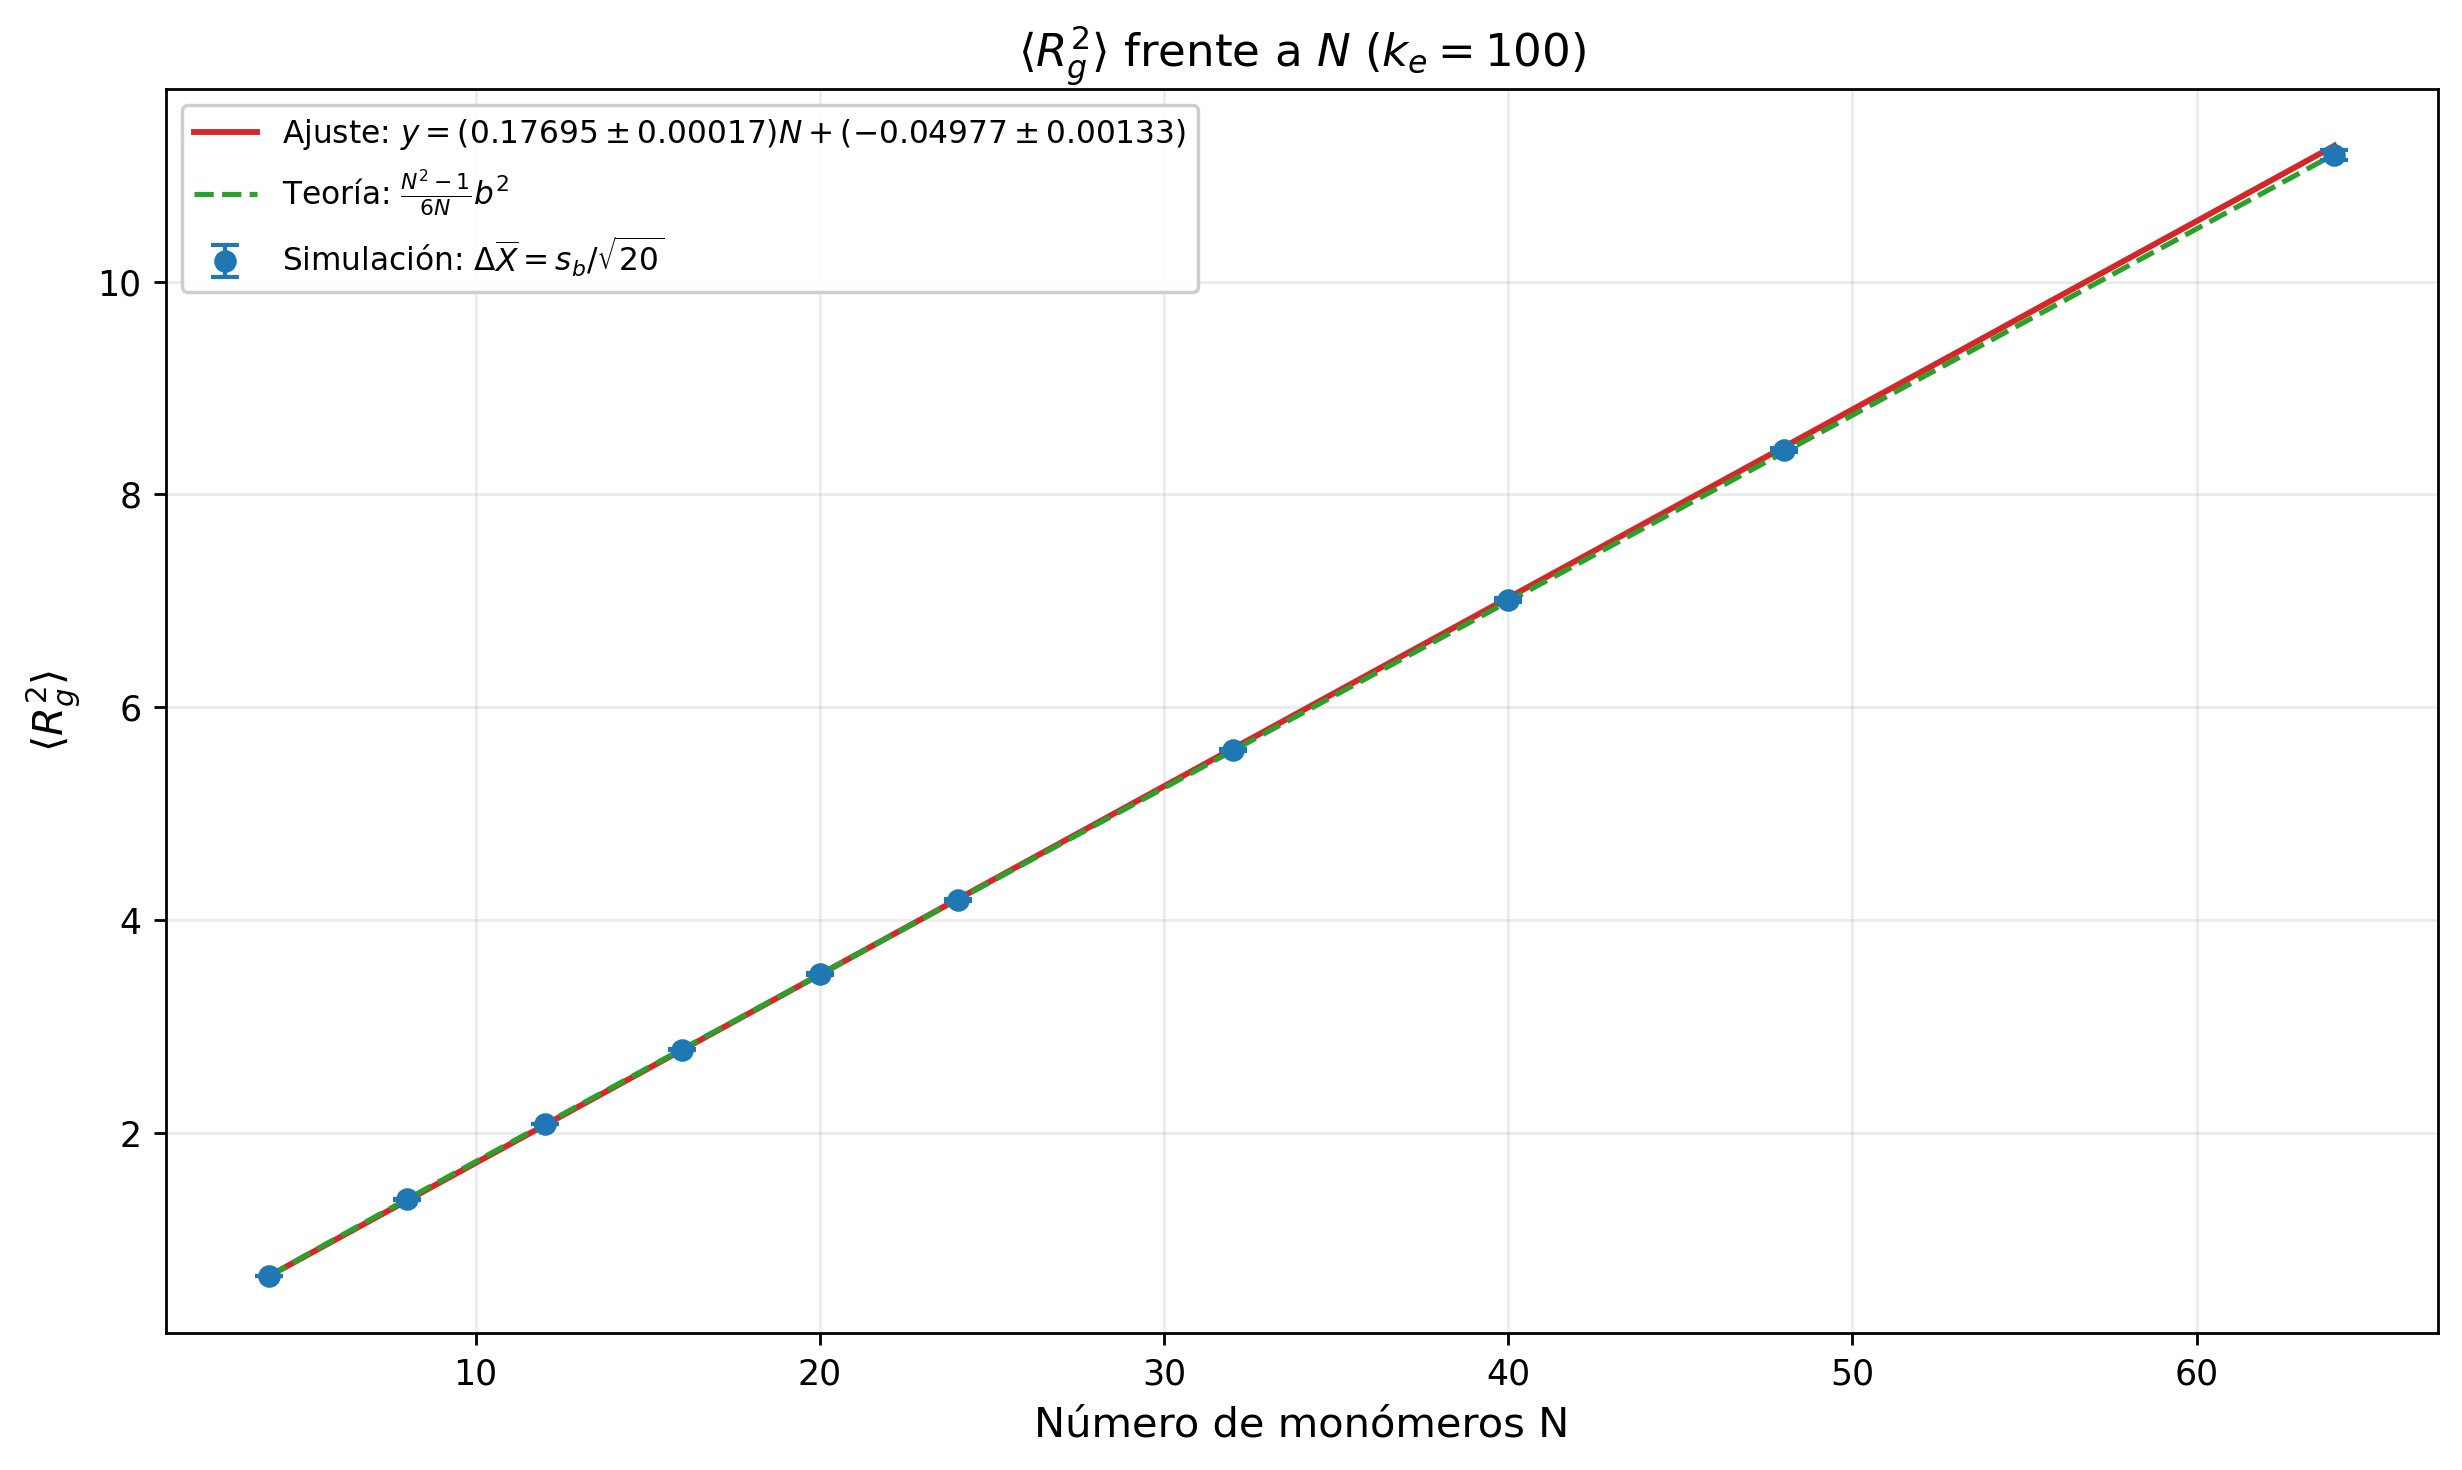 ⟨R_g^2⟩ frente a N (k_e = 100)
Ajuste: y = (0.17695 ± 0.00017)N + (−0.04977 ± 0.00133)
Teoría: \frac{N^2 − 1}{6N} b^2
Simulación: Δ\overline{X} = s_b/√20
⟨R_g^2⟩
10
8
6
4
2
10 20 30 40 50 60
Número de monómeros N